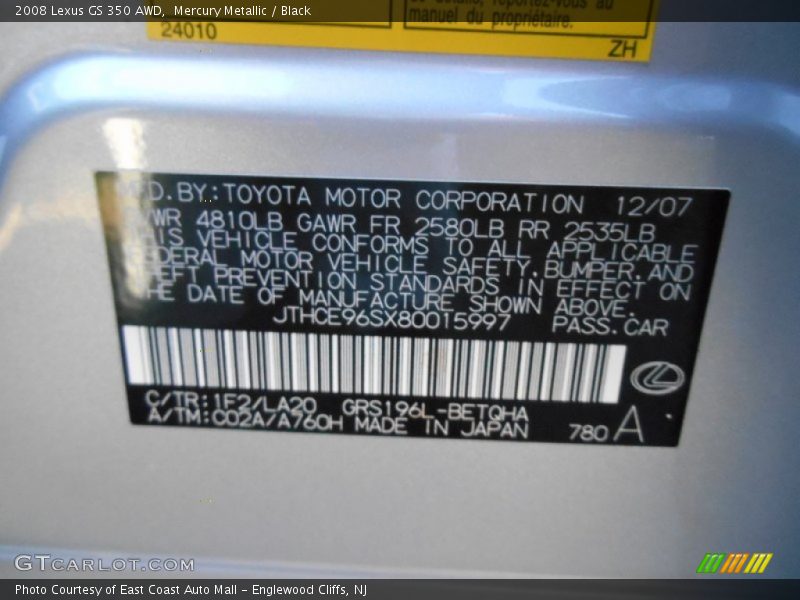 2008 Lexus GS 350 AWD, Mercury Metallic / Black
manuel du propriétaire.
24010
ZH
MFD.BY:TOYOTA MOTOR CORPORATION 12/07
GVWR 4810LB GAWR FR 2580LB RR 2535LB
THIS VEHICLE CONFORMS TO ALL APPLICABLE
FEDERAL MOTOR VEHICLE SAFETY,BUMPER,AND
THEFT PREVENTION STANDARDS IN EFFECT ON
THE DATE OF MANUFACTURE SHOWN ABOVE.
JTHCE96SX80015997 PASS.CAR
C/TR:1F2/LA20 GRS196L-BETQHA
A/TM:C02A/A760H MADE IN JAPAN 780 A
GTCARLOT.COM
Photo Courtesy of East Coast Auto Mall - Englewood Cliffs, NJ